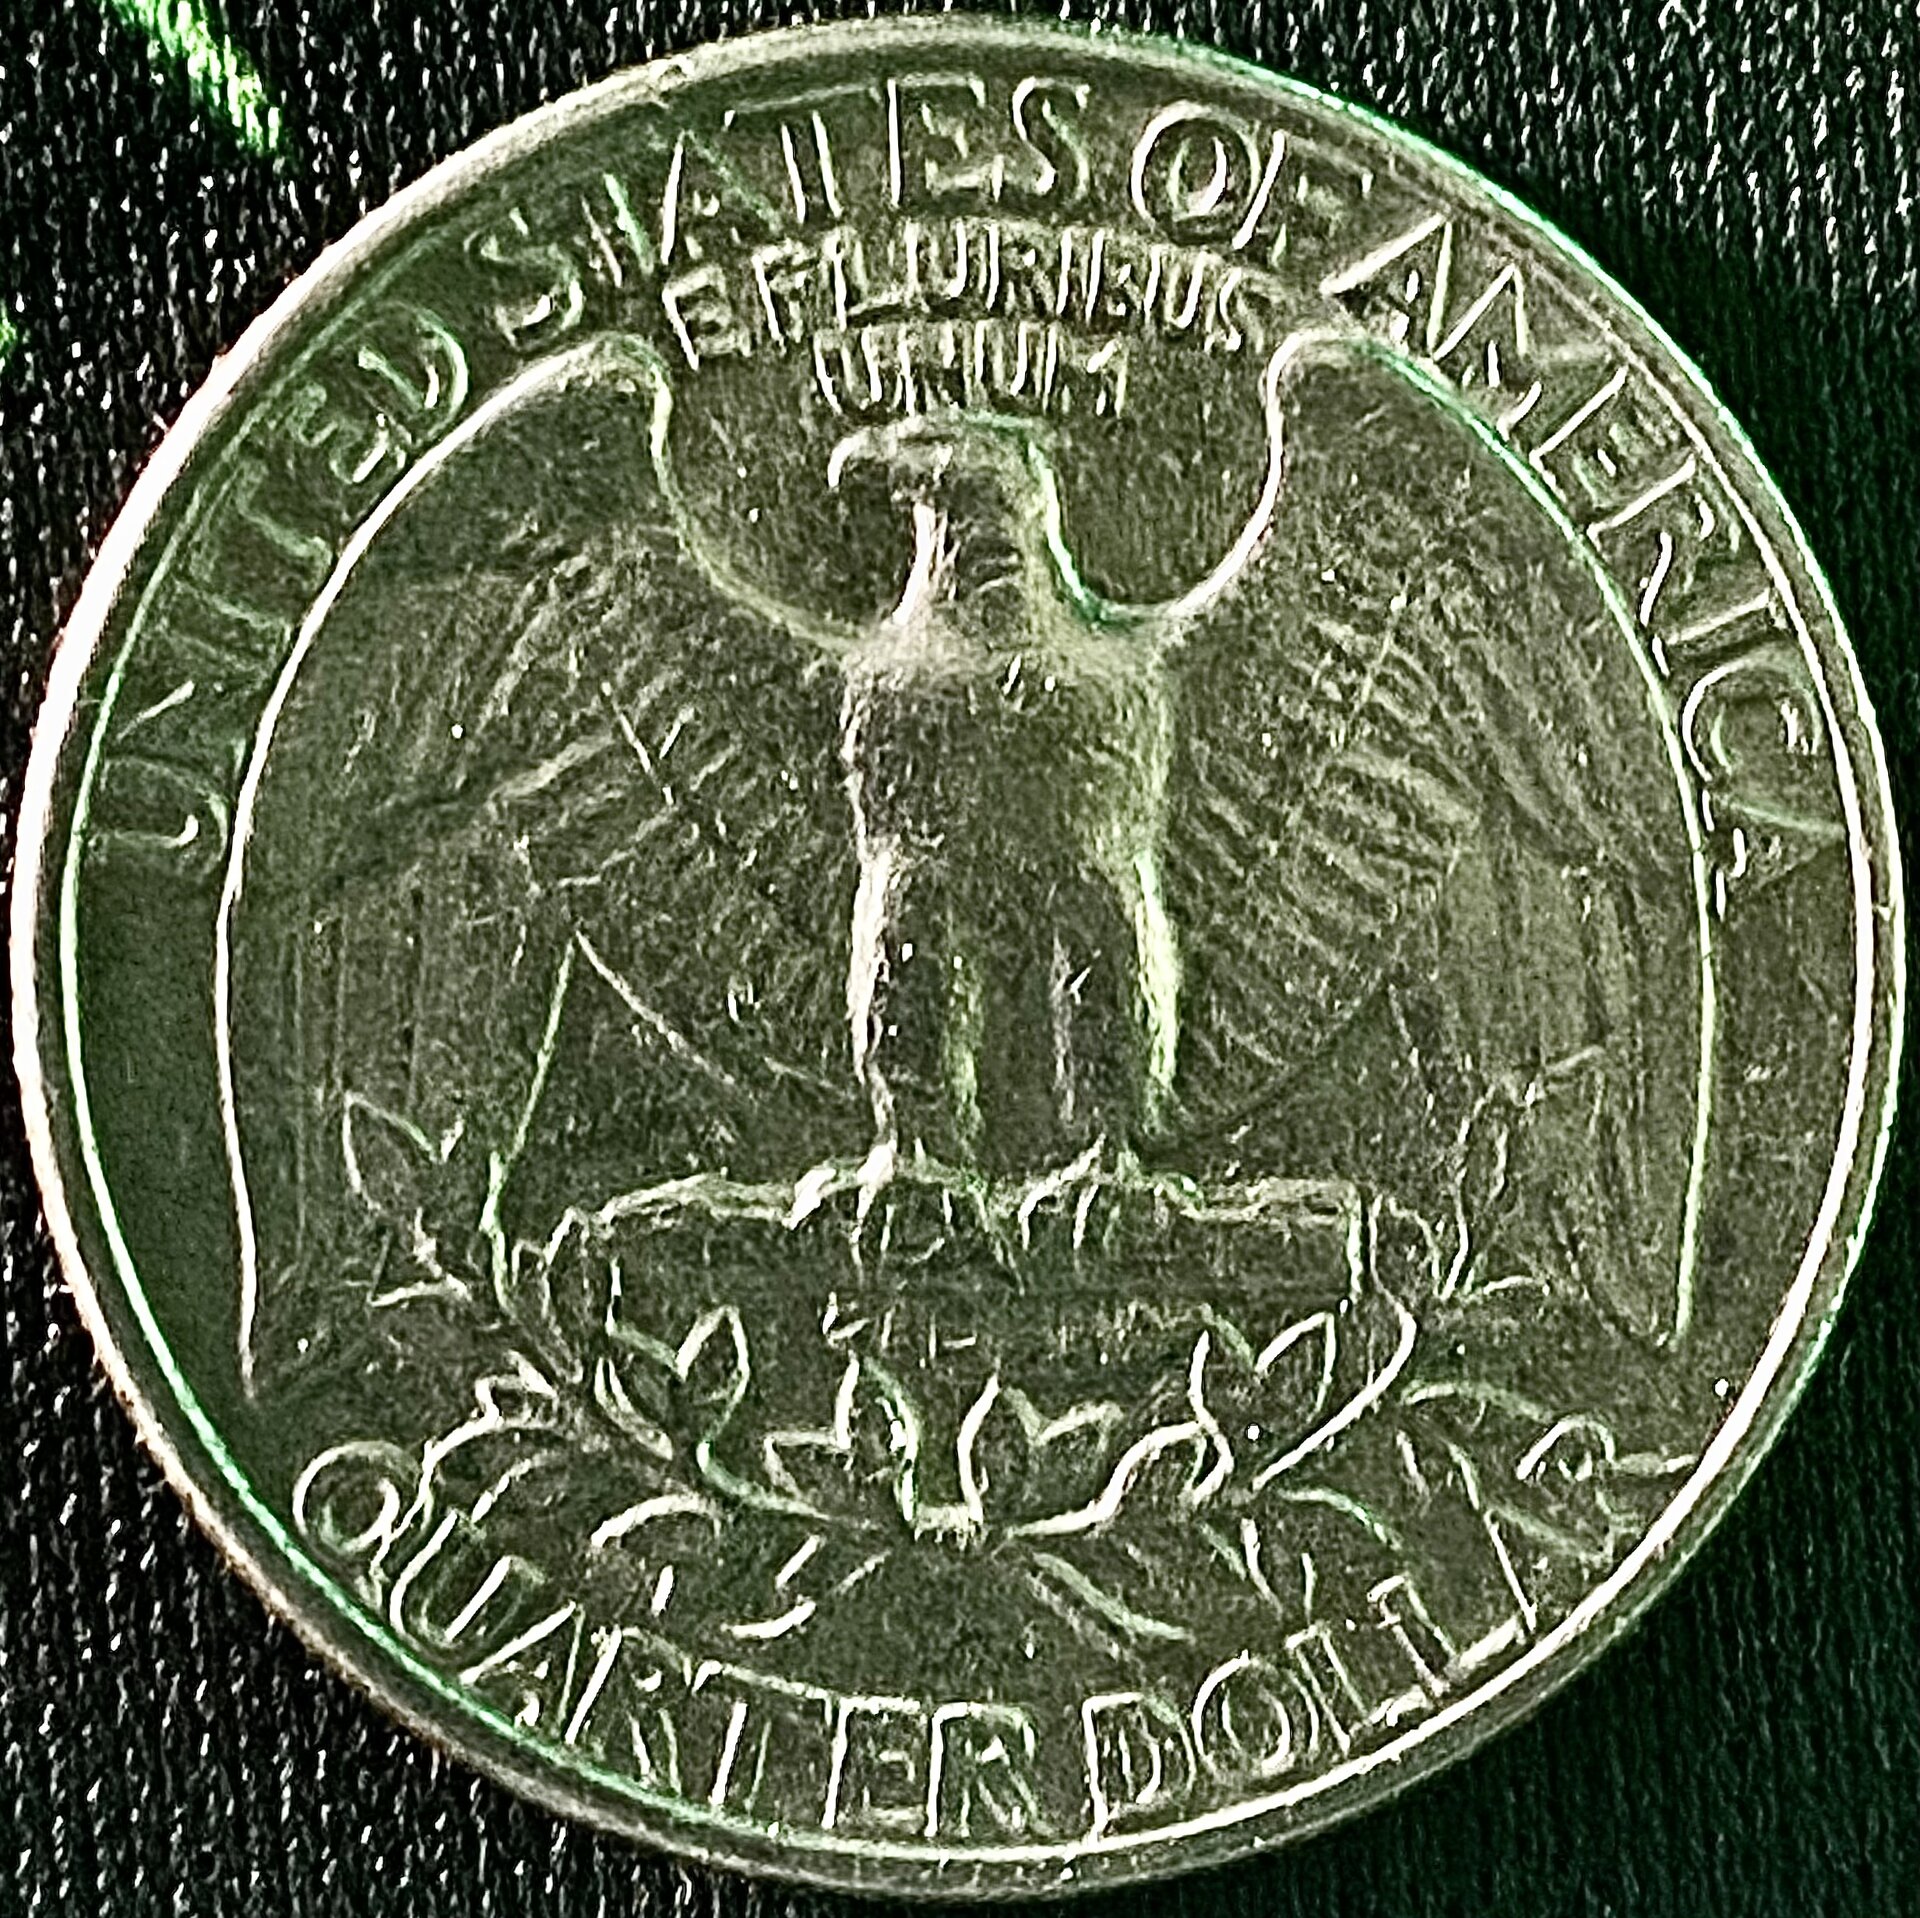 UNITED STATES OF AMERICA
E PLURIBUS
UNUM
QUARTER DOLLAR